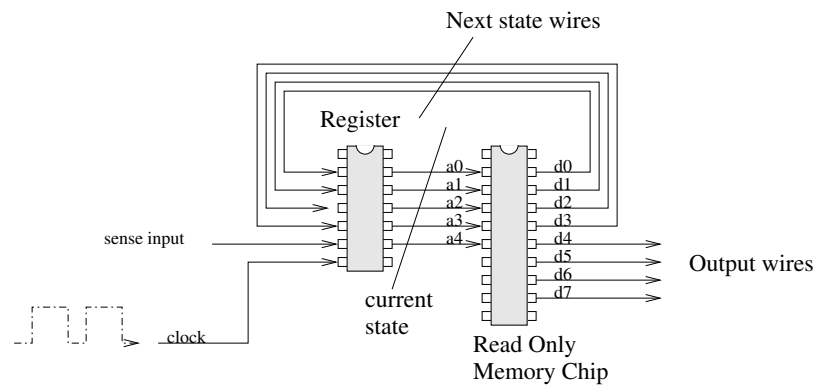 Next state wires
Register
a0
a1
a2
a3
a4
d0
d1
d2
d3
d4
d5
d6
d7
sense input
Output wires
current
state
clock
Read Only
Memory Chip